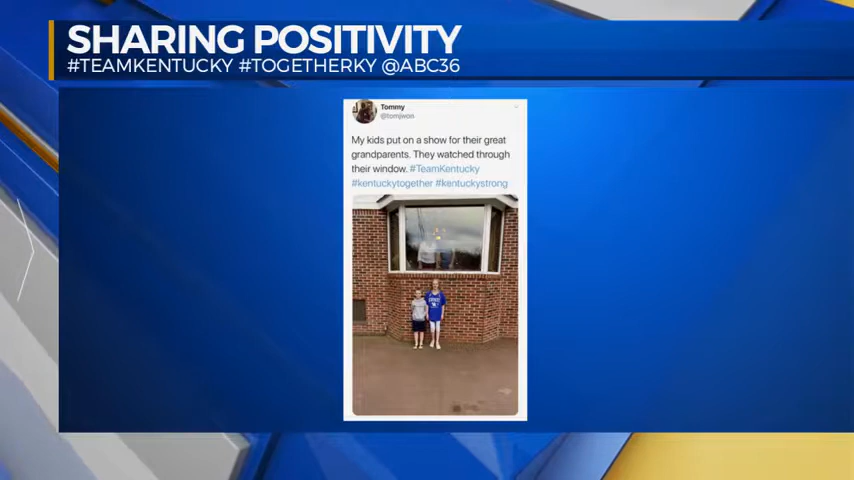 SHARING POSITIVITY
#TEAMKENTUCKY #TOGETHERKY @ABC36
Tommy
@tomjwon
My kids put on a show for their great
grandparents. They watched through
their window. #TeamKentucky
#kentuckytogether #kentuckystrong